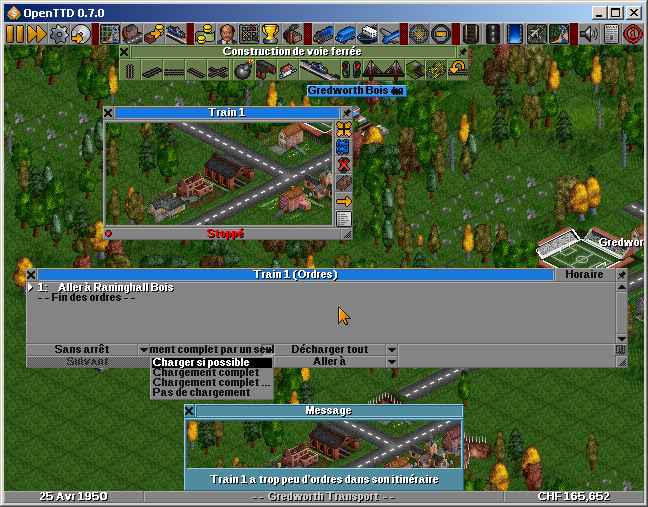 OpenTTD 0.7.0
Construction de voie ferrée
Gredworth Bois
Train 1
Stoppé
Gredwor
Train 1 (Ordres)
Horaire
1: Aller à Raninghall Bois
- - Fin des ordres - -
Sans arrêt
ment complet par un seul
Décharger tout
Suivant
Aller à
Charger si possible
Chargement complet
Chargement complet ...
Pas de chargement
Message
Train 1 a trop peu d'ordres dans son itinéraire
25 Avr 1950
- - Gredworth Transport - -
CHF 165,652